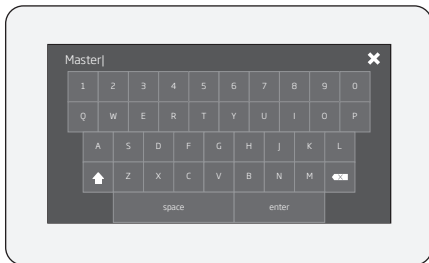 Master|
1 2 3 4 5 6 7 8 9 0
Q W E R T Y U I O P
A S D F G H J K L
Z X C V B N M X
space enter